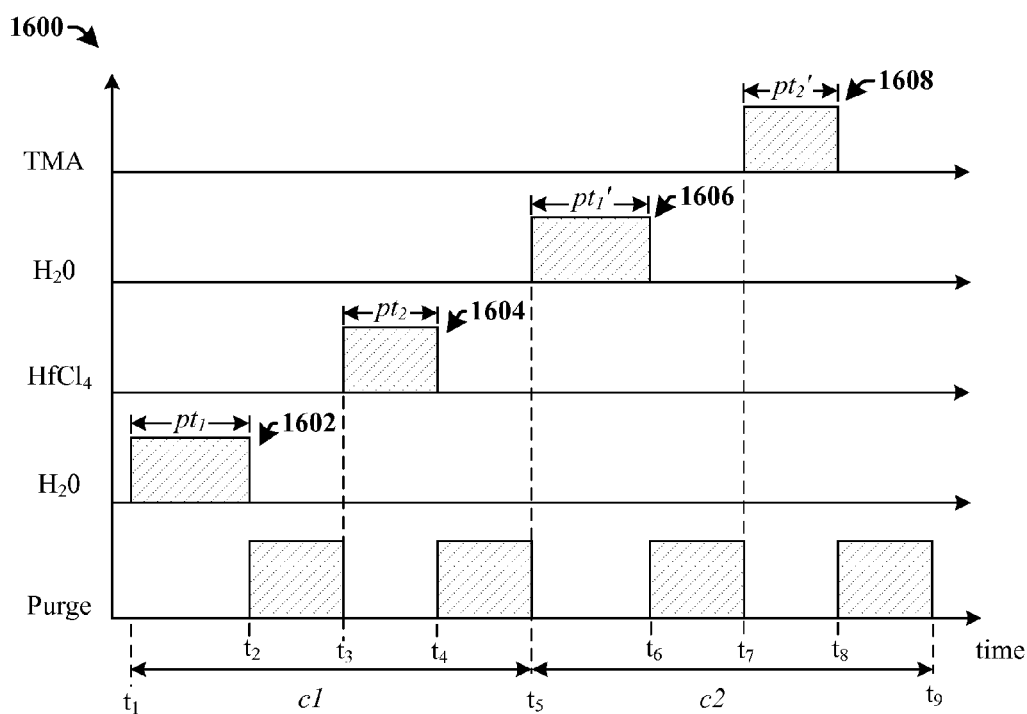 1600
pt₂'
1608
TMA
pt₁'
1606
H₂0
pt₂
1604
HfCl₄
pt₁
1602
H₂0
Purge
t₂ t₃ t₄ t₆ t₇ t₈ time
t₁ c1 t₅ c2 t₉